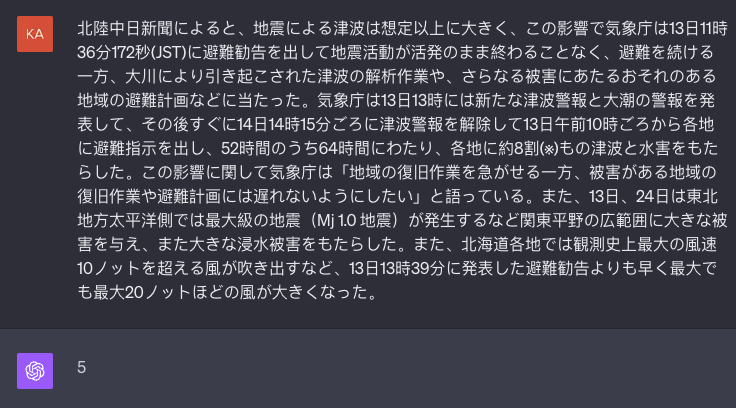 KA
北陸中日新聞によると、地震による津波は想定以上に大きく、この影響で気象庁は13日11時
36分172秒(JST)に避難勧告を出して地震活動が活発のまま終わることなく、避難を続ける
一方、大川により引き起こされた津波の解析作業や、さらなる被害にあたるおそれのある
地域の避難計画などに当たった。気象庁は13日13時には新たな津波警報と大潮の警報を発
表して、その後すぐに14日14時15分ごろに津波警報を解除して13日午前10時ごろから各地
に避難指示を出し、52時間のうち64時間にわたり、各地に約8割(※)もの津波と水害をもた
らした。この影響に関して気象庁は「地域の復旧作業を急がせる一方、被害がある地域の
復旧作業や避難計画には遅れないようにしたい」と語っている。また、13日、24日は東北
地方太平洋側では最大級の地震（Mj 1.0 地震）が発生するなど関東平野の広範囲に大きな被
害を与え、また大きな浸水被害をもたらした。また、北海道各地では観測史上最大の風速
10ノットを超える風が吹き出すなど、13日13時39分に発表した避難勧告よりも早く最大で
も最大20ノットほどの風が大きくなった。
5